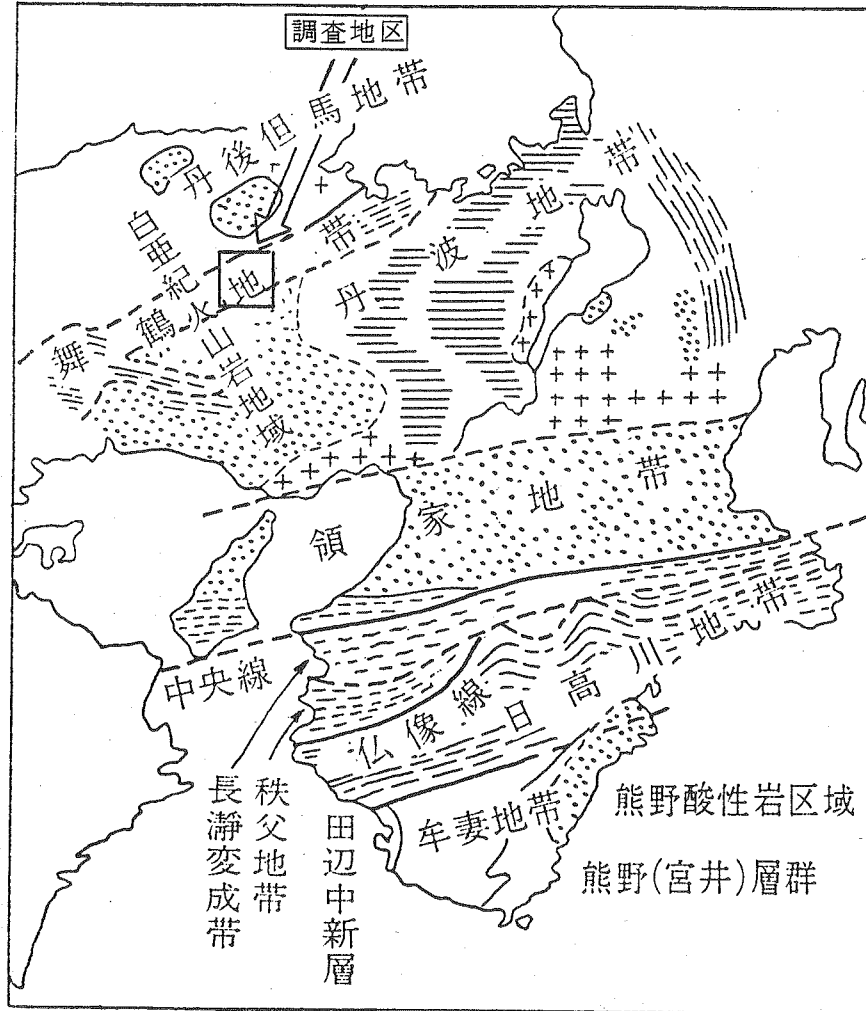 調査地区
丹後但馬地帯
白亜紀火山岩地域
舞鶴地帯
丹波地帯
領家地帯
中央線
仏像線
日高川地帯
長瀞変成帯
秩父地帯
田辺中新層
牟妻地帯
熊野酸性岩区域
熊野(宮井)層群